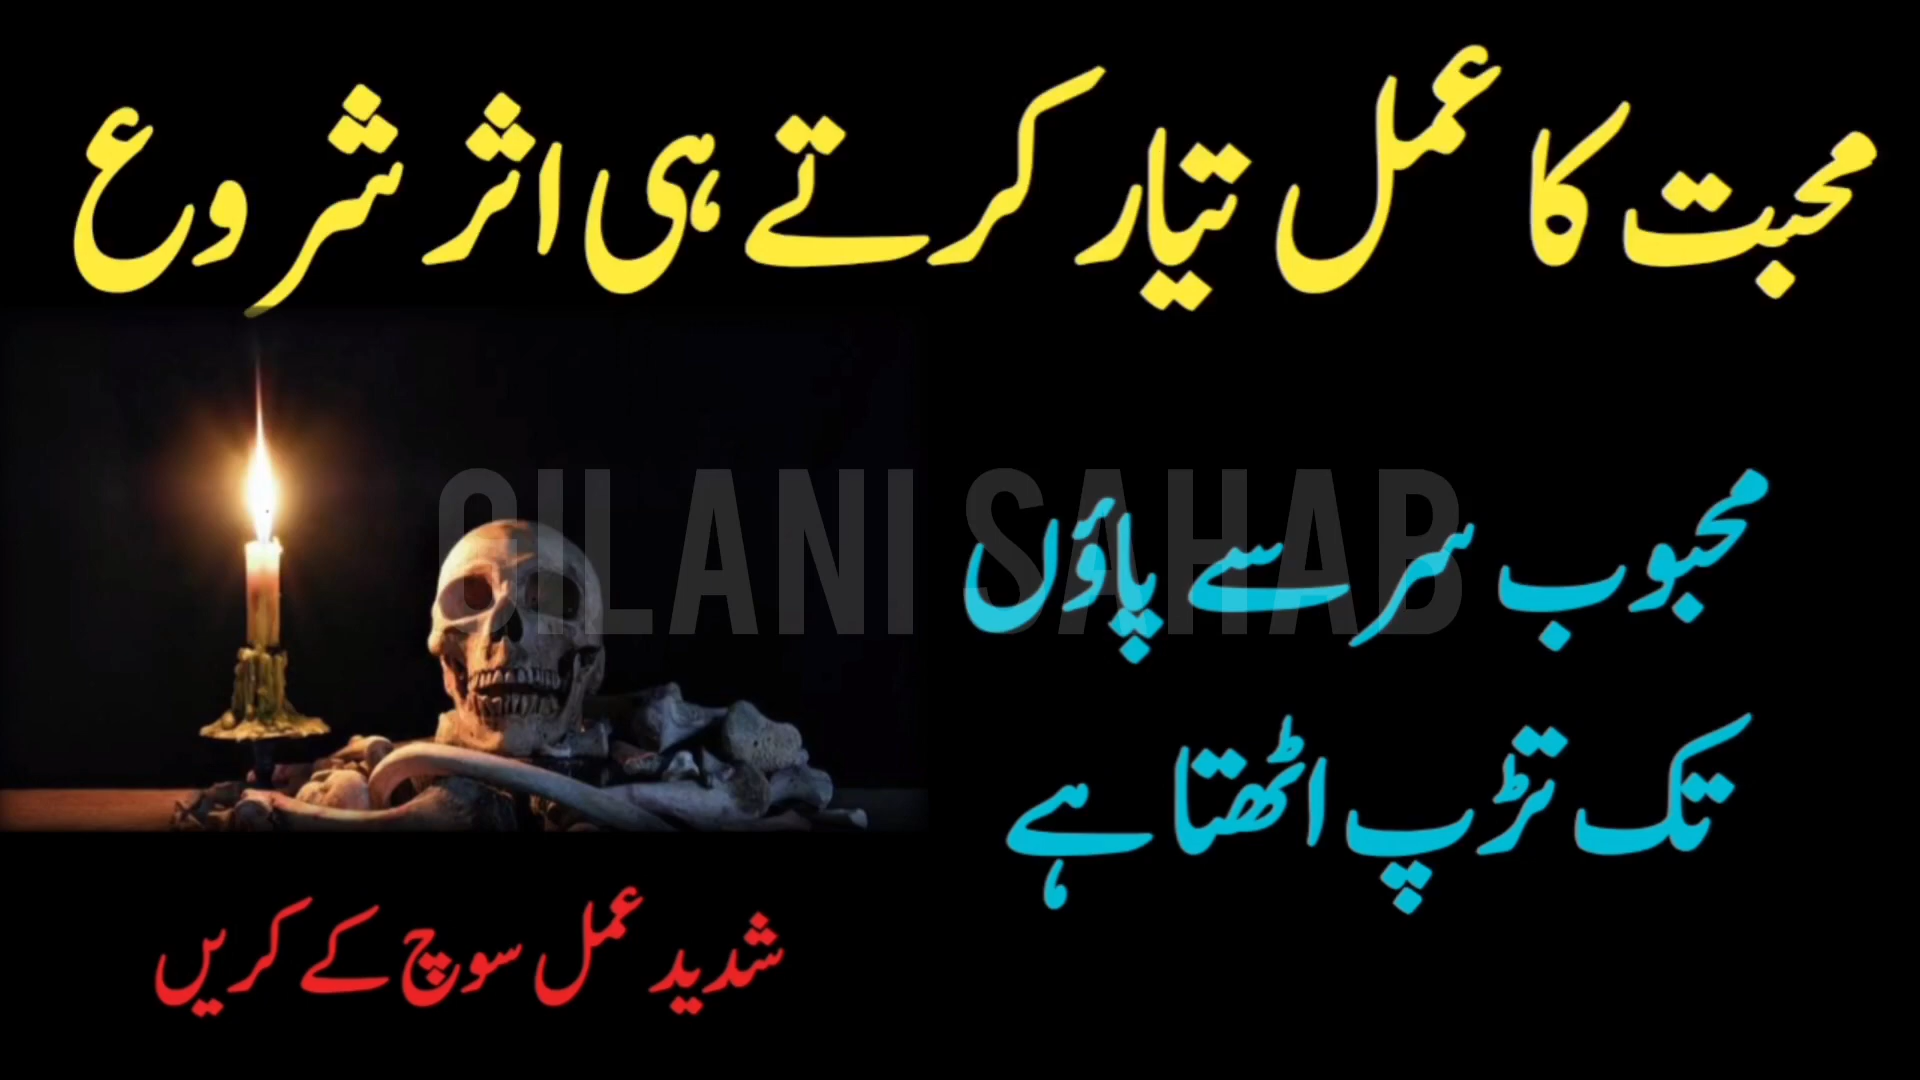 محبت کا عمل تیار کرتے ہی اثر شروع
محبوب سر سے پاؤں
تک تڑپ اٹھتا ہے
شدید عمل سوچ کے کریں
GILANI SAHAB